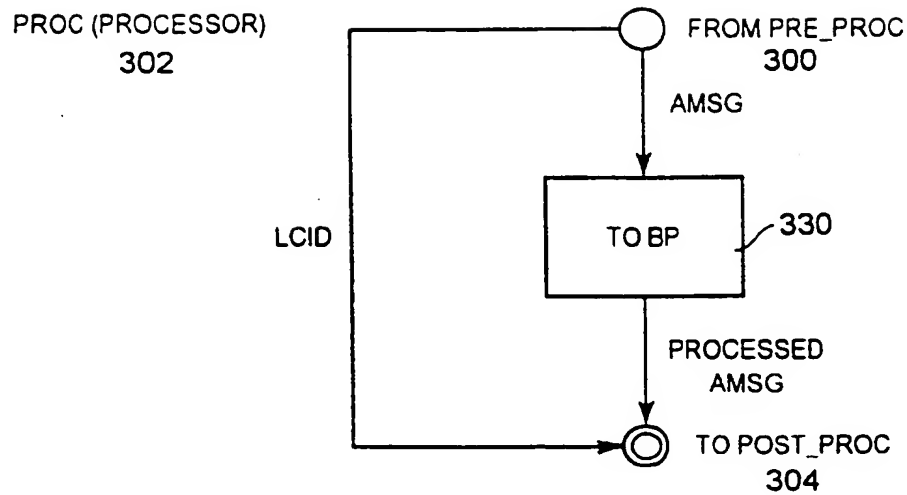 PROC (PROCESSOR)
302
FROM PRE_PROC
300
AMSG
LCID
TO BP
330
PROCESSED
AMSG
TO POST_PROC
304